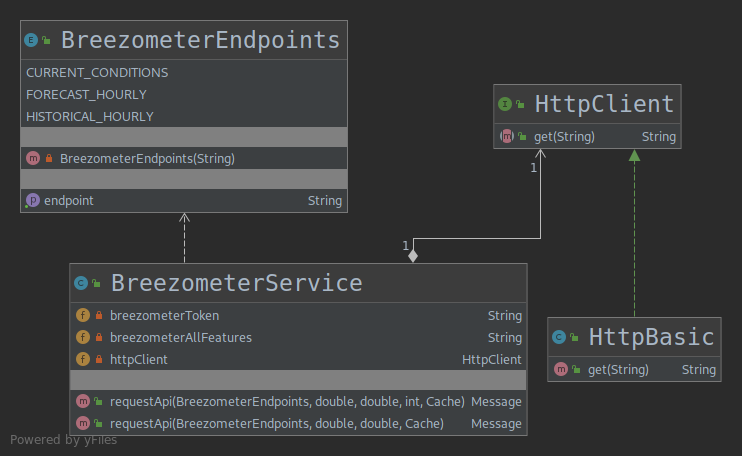 E BreezometerEndpoints
CURRENT_CONDITIONS
FORECAST_HOURLY
HISTORICAL_HOURLY
m BreezometerEndpoints(String)
p endpoint String
I HttpClient
m get(String) String
1
1
C BreezometerService
f breezometerToken String
f breezometerAllFeatures String
f httpClient HttpClient
m requestApi(BreezometerEndpoints, double, double, int, Cache) Message
m requestApi(BreezometerEndpoints, double, double, Cache) Message
C HttpBasic
m get(String) String
Powered by yFiles